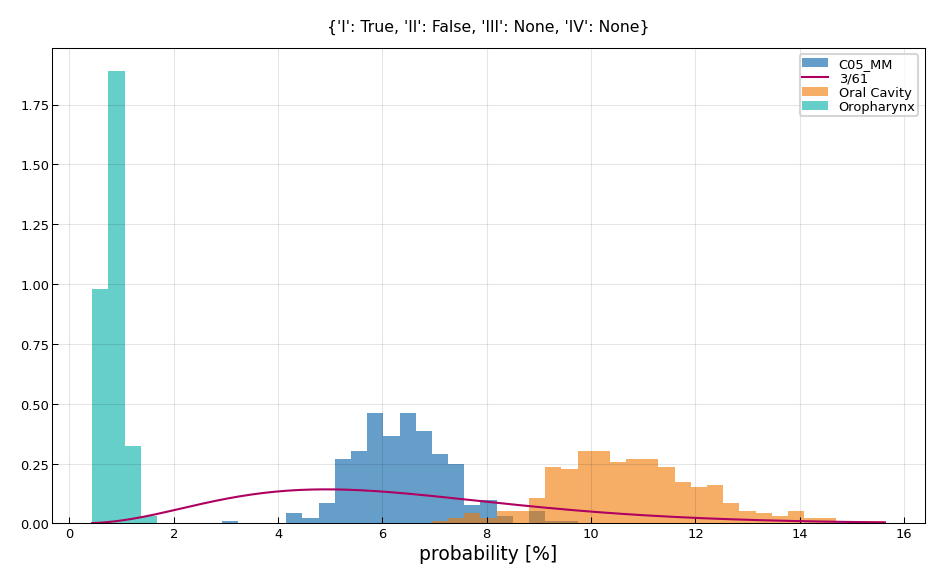 {'I': True, 'II': False, 'III': None, 'IV': None}
C05_MM
3/61
Oral Cavity
Oropharynx
1.75
1.50
1.25
1.00
0.75
0.50
0.25
0.00
0 2 4 6 8 10 12 14 16
probability [%]